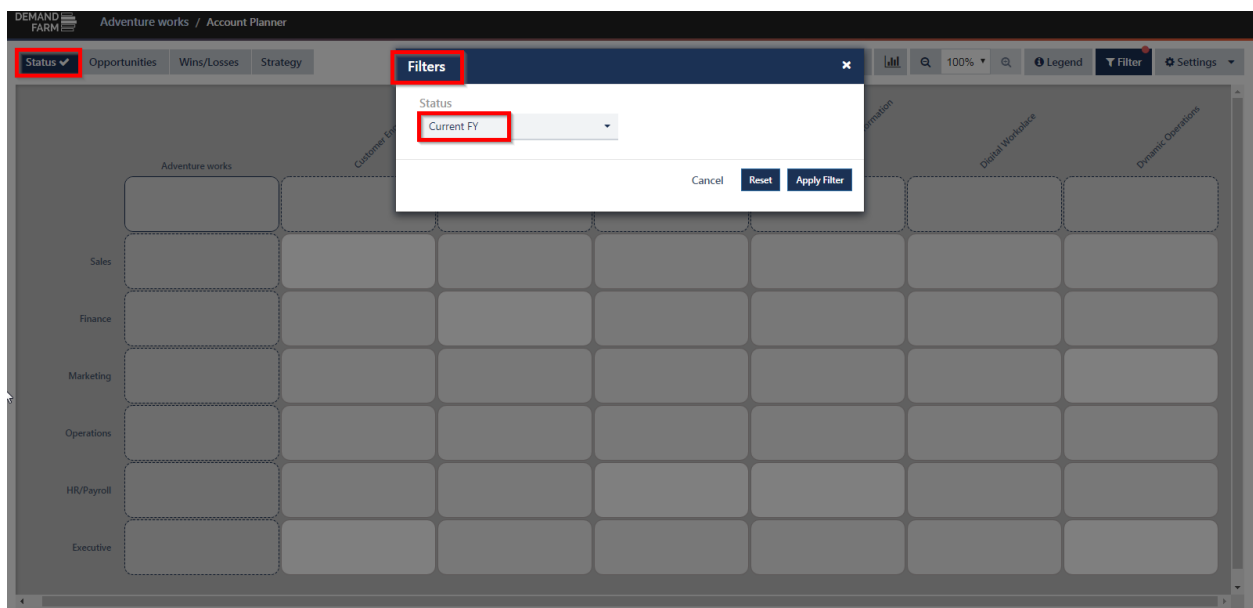 DEMAND
FARM
Adventure works / Account Planner
Status Opportunities Wins/Losses Strategy
100% Legend Filter Settings
Filters
Status
Current FY
Cancel Reset Apply Filter
Adventure works
Digital Workplace
Dynamic Operations
Sales
Finance
Marketing
Operations
HR/Payroll
Executive